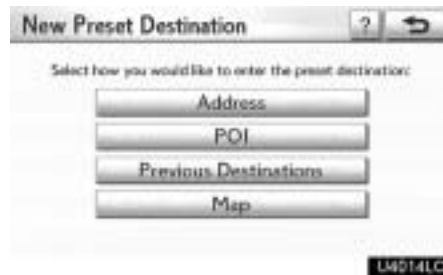 New Preset Destination ?
Select how you would like to enter the preset destination:
Address
POI
Previous Destinations
Map
U4014LC